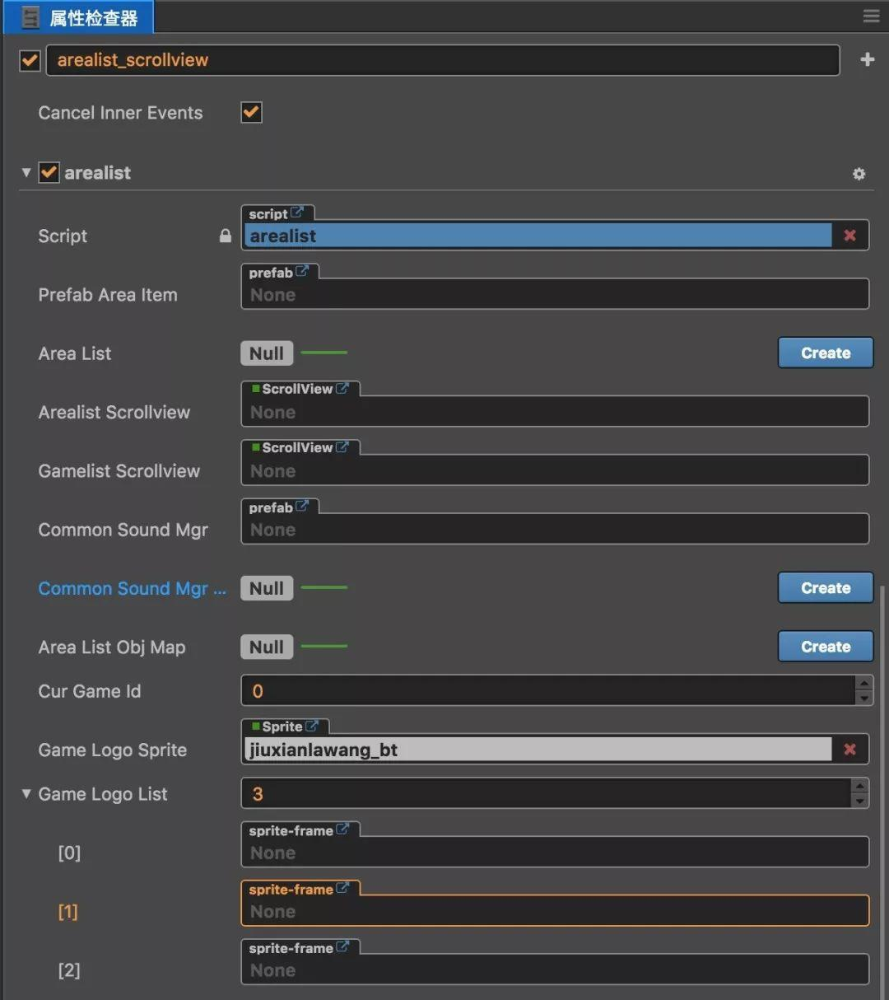 属性检查器
arealist_scrollview
Cancel Inner Events
arealist
script
Script arealist
prefab
Prefab Area Item None
Area List Null Create
ScrollView
Arealist Scrollview None
ScrollView
Gamelist Scrollview None
prefab
Common Sound Mgr None
Common Sound Mgr ... Null Create
Area List Obj Map Null Create
Cur Game Id 0
Sprite
Game Logo Sprite jiuxianlawang_bt
Game Logo List 3
sprite-frame
[0] None
sprite-frame
[1] None
sprite-frame
[2] None